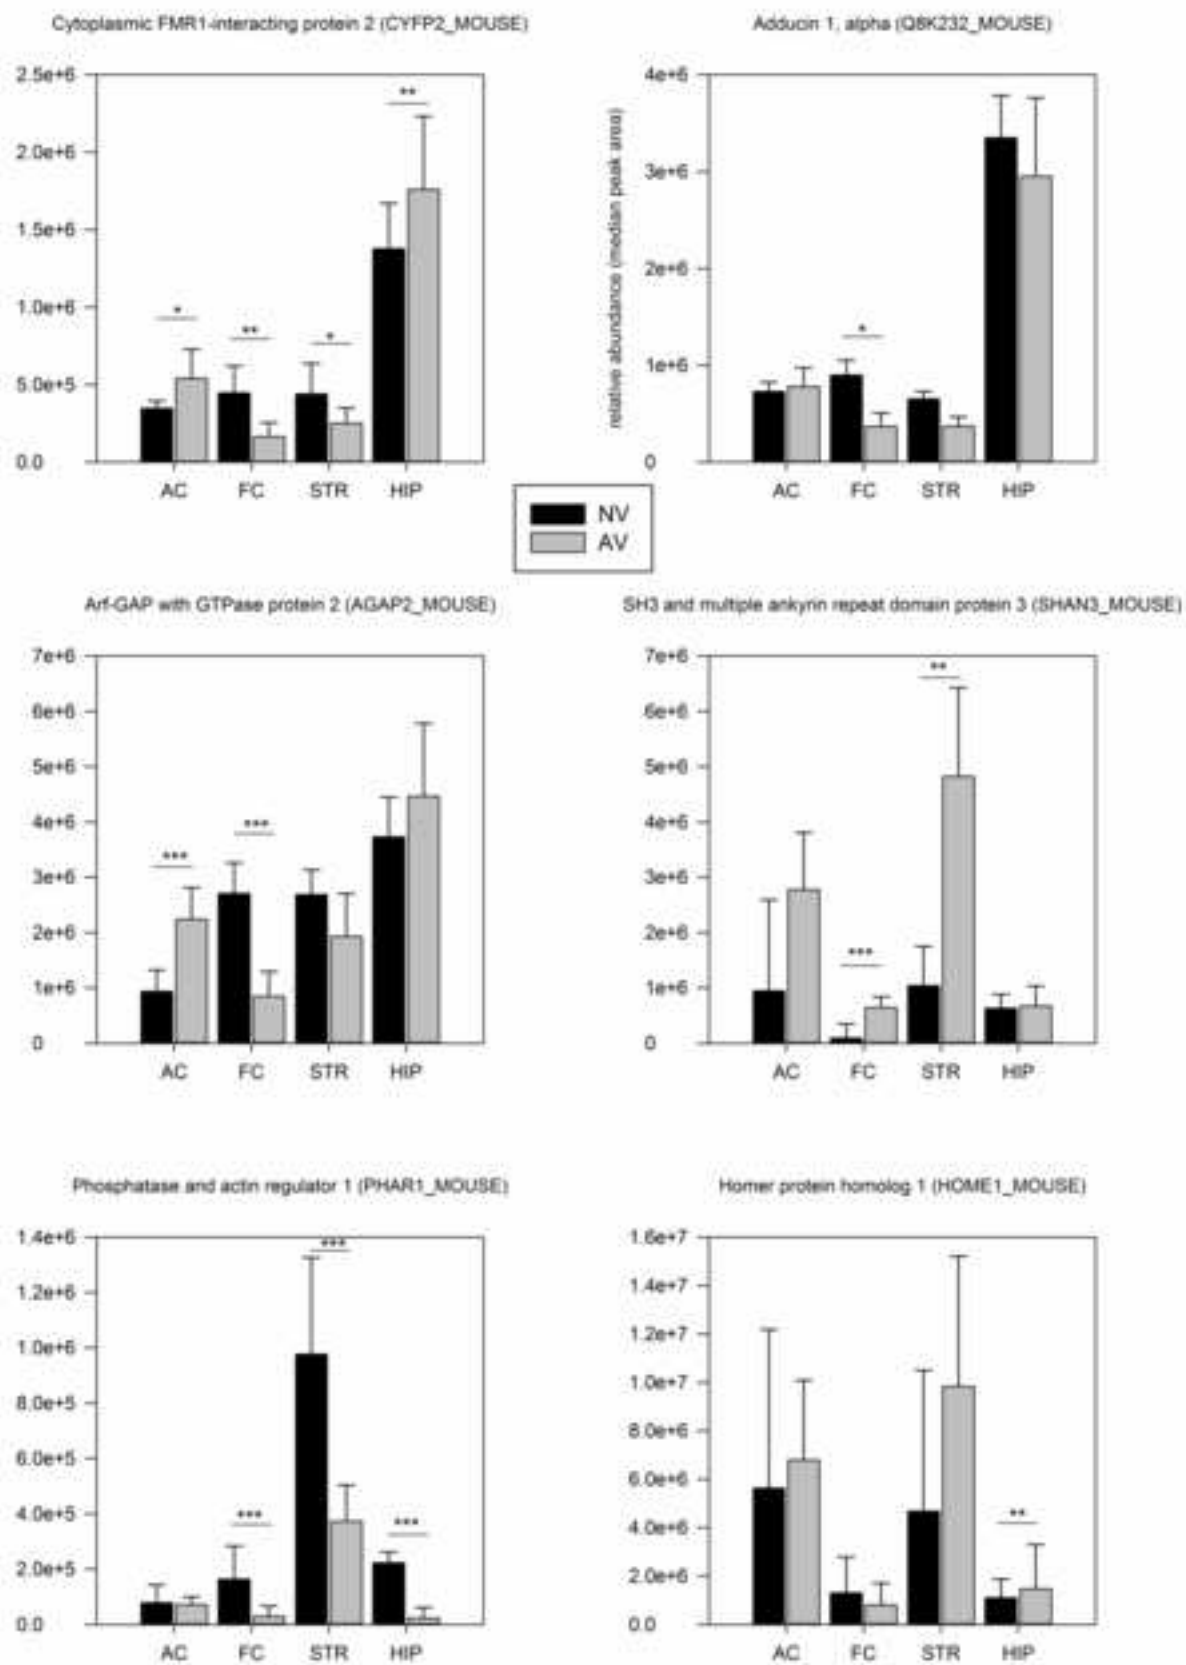 Cytoplasmic FMR1-interacting protein 2 (CYFP2_MOUSE)
2.5e+6
2.0e+6
1.5e+6
1.0e+6
5.0e+5
0.0
*
**
*
**
AC FC STR HIP
Adducin 1, alpha (Q8K232_MOUSE)
relative abundance (median peak area)
4e+6
3e+6
2e+6
1e+6
0
*
AC FC STR HIP
NV
AV
Arf-GAP with GTPase protein 2 (AGAP2_MOUSE)
7e+6
6e+6
5e+6
4e+6
3e+6
2e+6
1e+6
0
***
***
AC FC STR HIP
SH3 and multiple ankyrin repeat domain protein 3 (SHAN3_MOUSE)
7e+6
6e+6
5e+6
4e+6
3e+6
2e+6
1e+6
0
***
**
AC FC STR HIP
Phosphatase and actin regulator 1 (PHAR1_MOUSE)
1.4e+6
1.2e+6
1.0e+6
8.0e+5
6.0e+5
4.0e+5
2.0e+5
0.0
***
***
***
AC FC STR HIP
Homer protein homolog 1 (HOME1_MOUSE)
1.6e+7
1.4e+7
1.2e+7
1.0e+7
8.0e+6
6.0e+6
4.0e+6
2.0e+6
0.0
**
AC FC STR HIP